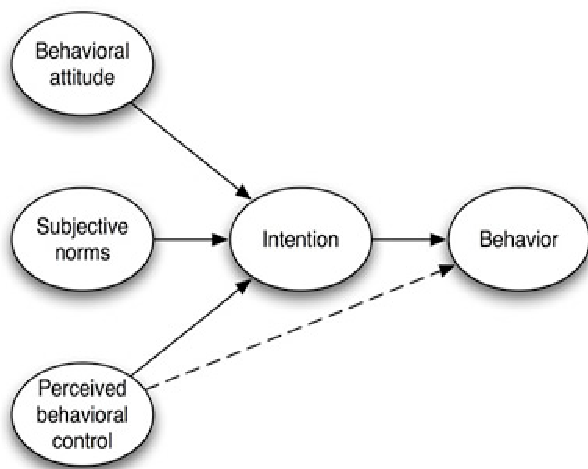 Behavioral
attitude
Subjective
norms
Intention
Behavior
Perceived
behavioral
control